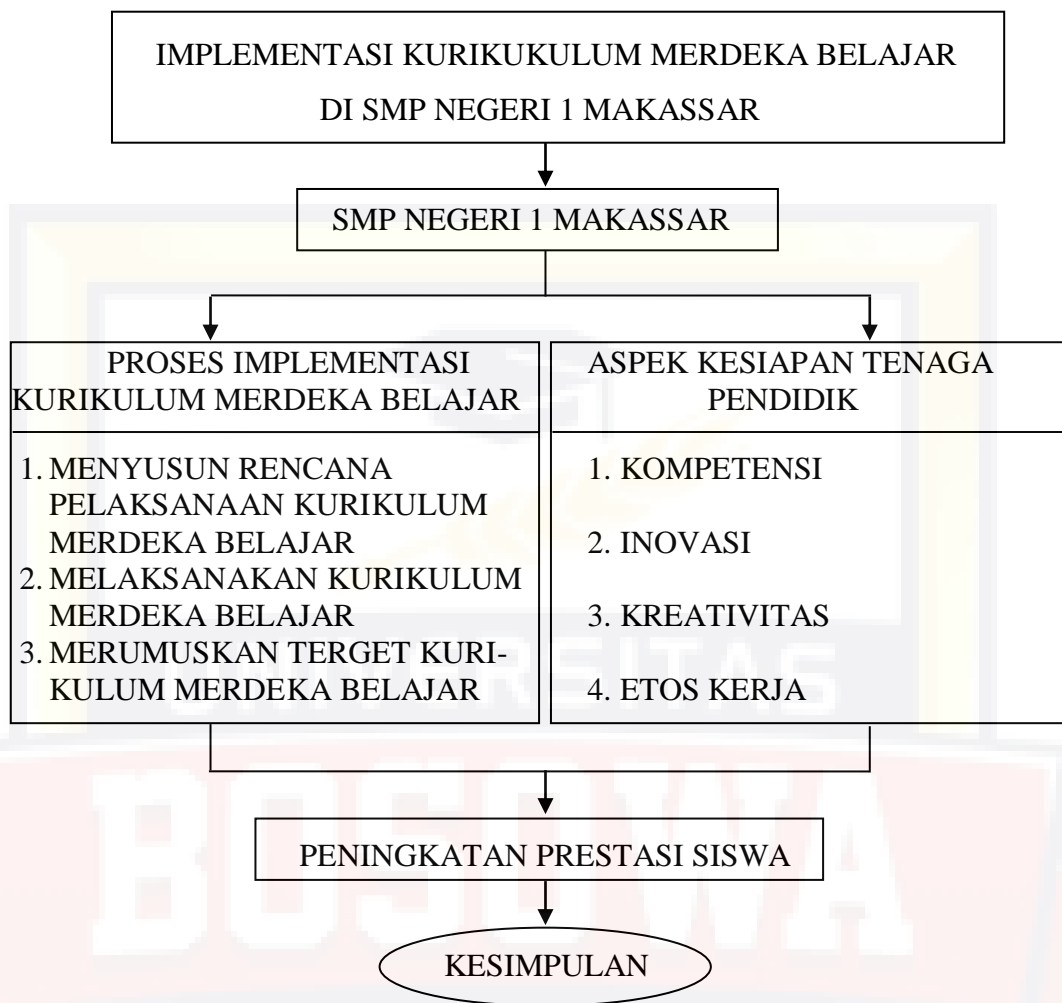 IMPLEMENTASI KURIKUKULUM MERDEKA BELAJAR
DI SMP NEGERI 1 MAKASSAR
SMP NEGERI 1 MAKASSAR
PROSES IMPLEMENTASI
KURIKULUM MERDEKA BELAJAR
1. MENYUSUN RENCANA
PELAKSANAAN KURIKULUM
MERDEKA BELAJAR
2. MELAKSANAKAN KURIKULUM
MERDEKA BELAJAR
3. MERUMUSKAN TERGET KURI-
KULUM MERDEKA BELAJAR
ASPEK KESIAPAN TENAGA
PENDIDIK
1. KOMPETENSI
2. INOVASI
3. KREATIVITAS
4. ETOS KERJA
UNIVERSITAS
BOSOWA
PENINGKATAN PRESTASI SISWA
KESIMPULAN